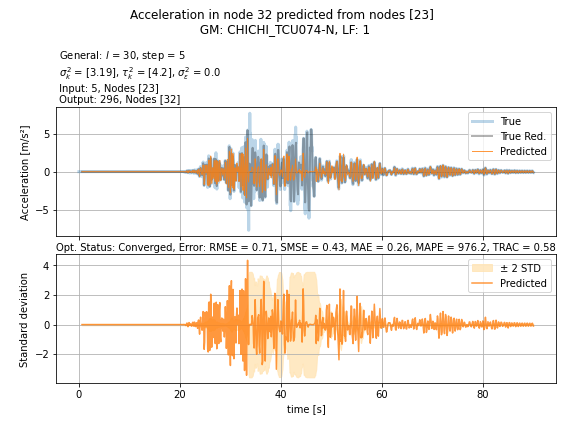 Acceleration in node 32 predicted from nodes [23]
GM: CHICHI_TCU074-N, LF: 1
General: l = 30, step = 5
σ²ₖ = [3.19], τ²ₖ = [4.2], σ²_ε = 0.0
Input: 5, Nodes [23]
Output: 296, Nodes [32]
Acceleration [m/s²]
5
0
−5
True
True Red.
Predicted
Opt. Status: Converged, Error: RMSE = 0.71, SMSE = 0.43, MAE = 0.26, MAPE = 976.2, TRAC = 0.58
Standard deviation
4
2
0
−2
± 2 STD
Predicted
0 20 40 60 80
time [s]